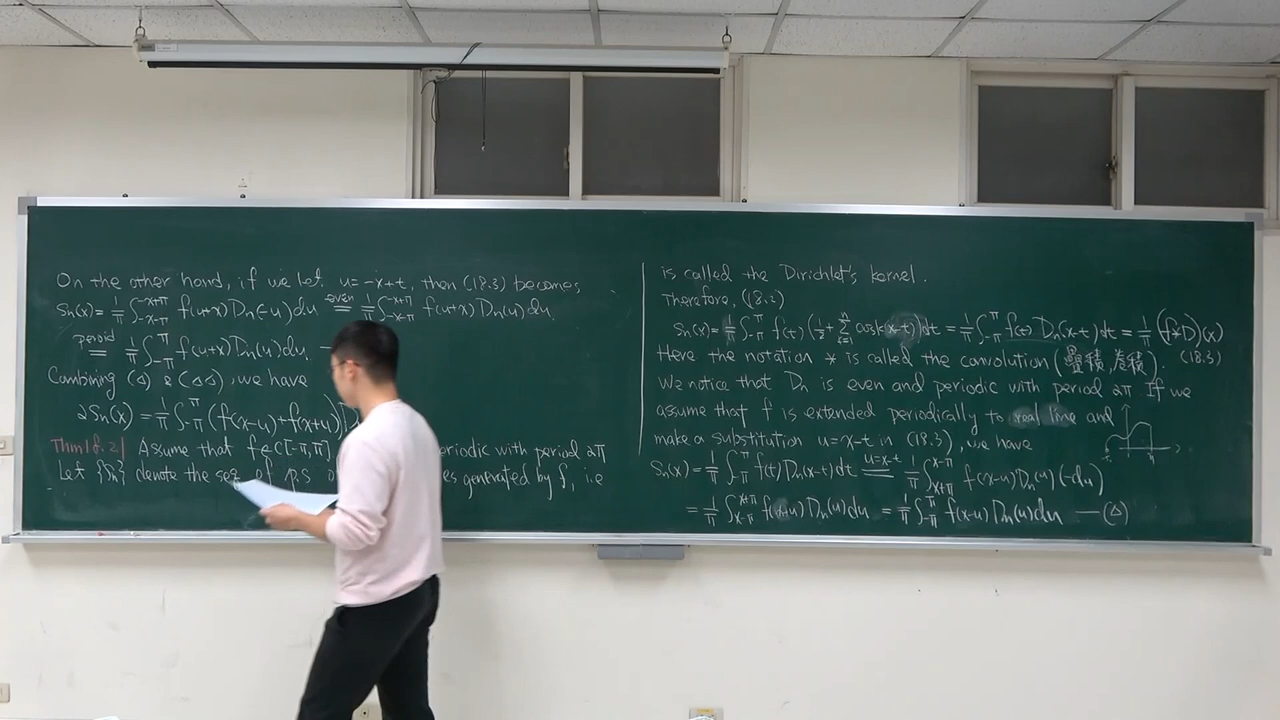 On the other hand, if we let u=-x+t, then (18.3) becomes
Sn(x)= 1/π ∫_{-x-π}^{-x+π} f(u+x) Dn(-u)du =^{even} 1/π ∫_{-x-π}^{-x+π} f(u+x) Dn(u) du.
=^{period} 1/π ∫_{-π}^{π} f(u+x) Dn(u) du. —
Combining (△) & (△△), we have
2Sn(x) = 1/π ∫_{-π}^{π} (f(x-u)+f(x+u))D
Thm18.2 Assume that f∈C[-π,π] eriodic with period 2π
Let {Sn} denote the seq of p.s. o es generated by f, i.e
is called the Dirichlet's kernel.
Therefore, (18.2)
Sn(x)= 1/π ∫_{-π}^{π} f(t) (1/2+ Σ_{k=1}^{n} cos k(x-t))dt = 1/π ∫_{-π}^{π} f(t) Dn(x-t)dt = 1/π (f*D)(x)
Here the notation * is called the convolution (疊積,卷積). (18.3)
We notice that Dn is even and periodic with period 2π If we
assume that f is extended periodically to real line and
make a substitution u=x-t in (18.3), we have
Sn(x)= 1/π ∫_{-π}^{π} f(t)Dn(x-t)dt =^{u=x-t} 1/π ∫_{x+π}^{x-π} f(x-u)Dn(u)(-du)
= 1/π ∫_{x-π}^{x+π} f(x-u) Dn(u)du = 1/π ∫_{-π}^{π} f(x-u) Dn(u)du —(△)